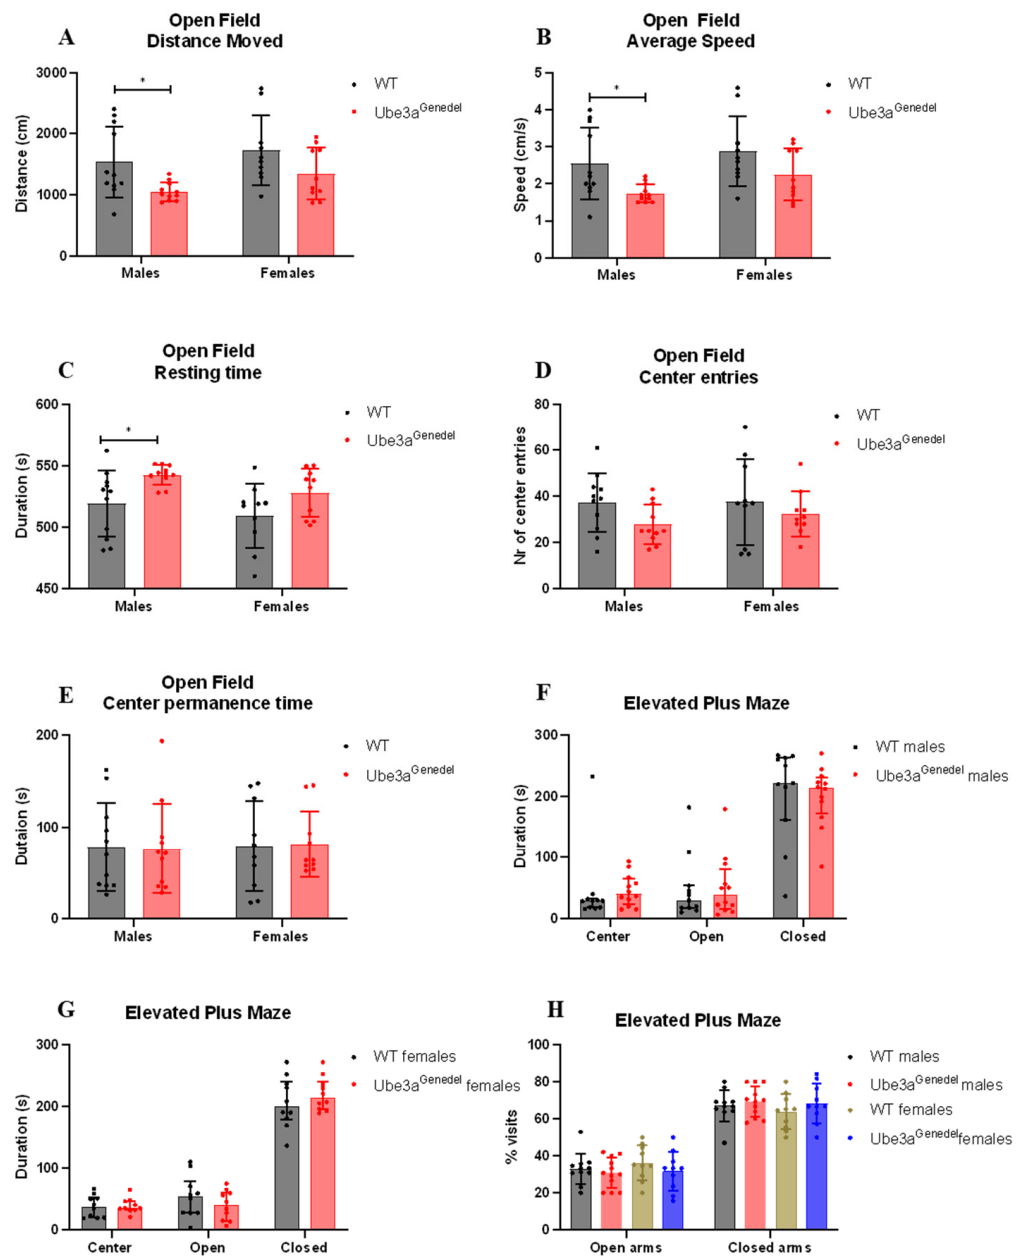 A
Open Field
Distance Moved
3000
2000
1000
0
Distance (cm)
*
Males
Females
WT
Ube3aGenedel
B
Open Field
Average Speed
5
4
3
2
1
0
Speed (cm/s)
*
Males
Females
WT
Ube3aGenedel
C
Open Field
Resting time
600
550
500
450
Duration (s)
*
Males
Females
WT
Ube3aGenedel
D
Open Field
Center entries
80
60
40
20
0
Nr of center entries
Males
Females
WT
Ube3aGenedel
E
Open Field
Center permanence time
200
100
0
Dutaion (s)
Males
Females
WT
Ube3aGenedel
F
Elevated Plus Maze
300
200
100
0
Duration (s)
Center
Open
Closed
WT males
Ube3aGenedel males
G
Elevated Plus Maze
300
200
100
0
Duration (s)
Center
Open
Closed
WT females
Ube3aGenedel females
H
Elevated Plus Maze
100
80
60
40
20
0
% visits
Open arms
Closed arms
WT males
Ube3aGenedel males
WT females
Ube3aGenedelfemales